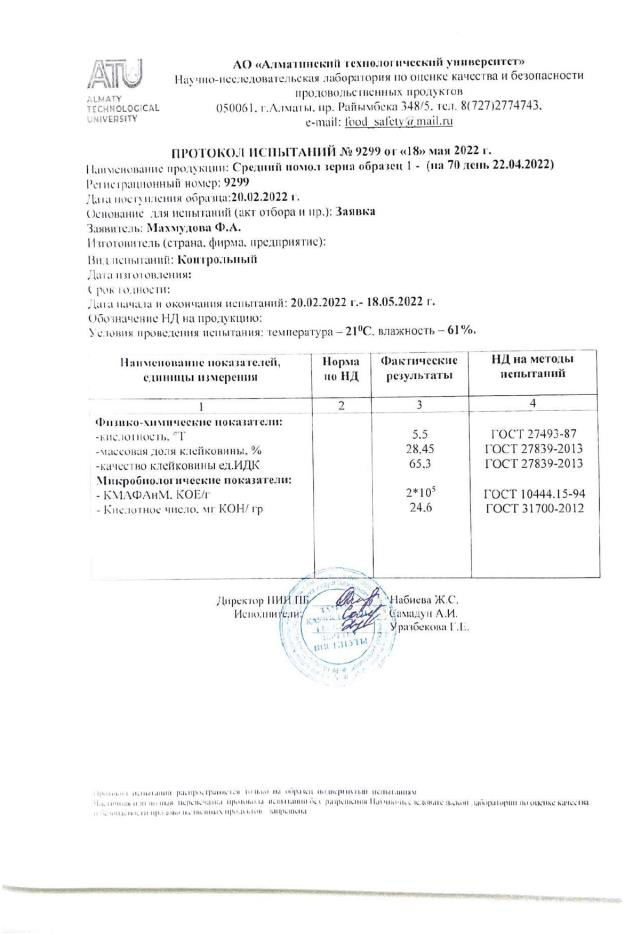 АО «Алматинский технологический университет»
Научно-исследовательская лаборатория по оценке качества и безопасности
продовольственных продуктов
050061, г.Алматы, пр. Райымбека 348/5, тел. 8(727)2774743,
e-mail: food_safety@mail.ru
ATU
ALMATY
TECHNOLOGICAL
UNIVERSITY
ПРОТОКОЛ ИСПЫТАНИЙ № 9299 от «18» мая 2022 г.
Наименование продукции: Средний помол зерна образец 1 - (на 70 день 22.04.2022)
Регистрационный номер: 9299
Дата поступления образца:20.02.2022 г.
Основание для испытаний (акт отбора и пр.): Заявка
Заявитель: Махмудова Ф.А.
Изготовитель (страна, фирма, предприятие):
Вид испытаний: Контрольный
Дата изготовления:
Срок годности:
Дата начала и окончания испытаний: 20.02.2022 г.- 18.05.2022 г.
Обозначение НД на продукцию:
Условия проведения испытания: температура – 21⁰С, влажность – 61%.
Наименование показателей, единицы измерения Норма по НД Фактические результаты НД на методы испытаний
1 2 3 4
Физико-химические показатели:
-кислотность, °Т 5,5 ГОСТ 27493-87
-массовая доля клейковины, % 28,45 ГОСТ 27839-2013
-качество клейковины ед.ИДК 65,3 ГОСТ 27839-2013
Микробиологические показатели:
- КМАФАнМ, КОЕ/г 2*10⁵ ГОСТ 10444.15-94
- Кислотное число, мг КОН/ гр 24,6 ГОСТ 31700-2012
Директор НИИ ПБ Набиева Ж.С.
Исполнители: Самадун А.И.
Уразбекова Г.Е.
Протокол испытаний распространяется только на образец, подвергнутый испытаниям
Частичная или полная перепечатка протокола испытаний без разрешения Научно-исследовательской лаборатории по оценке качества
и безопасности продовольственных продуктов запрещена